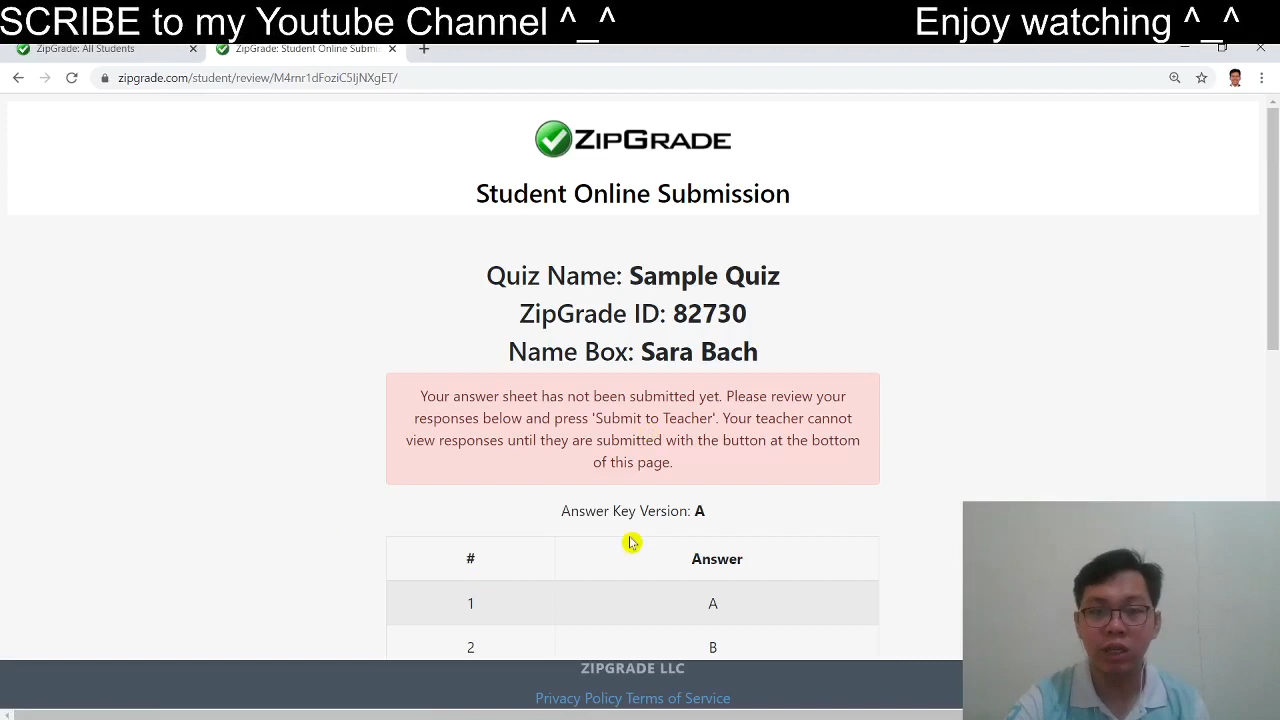 SCRIBE to my Youtube Channel ^_^ Enjoy watching ^_^
ZipGrade: All Students ZipGrade: Student Online Submi
zipgrade.com/student/review/M4rnr1dFoziC5IjNXgET/
ZIPGRADE
Student Online Submission
Quiz Name: Sample Quiz
ZipGrade ID: 82730
Name Box: Sara Bach
Your answer sheet has not been submitted yet. Please review your
responses below and press 'Submit to Teacher'. Your teacher cannot
view responses until they are submitted with the button at the bottom
of this page.
Answer Key Version: A
# Answer
1 A
2 B
ZIPGRADE LLC
Privacy Policy Terms of Service